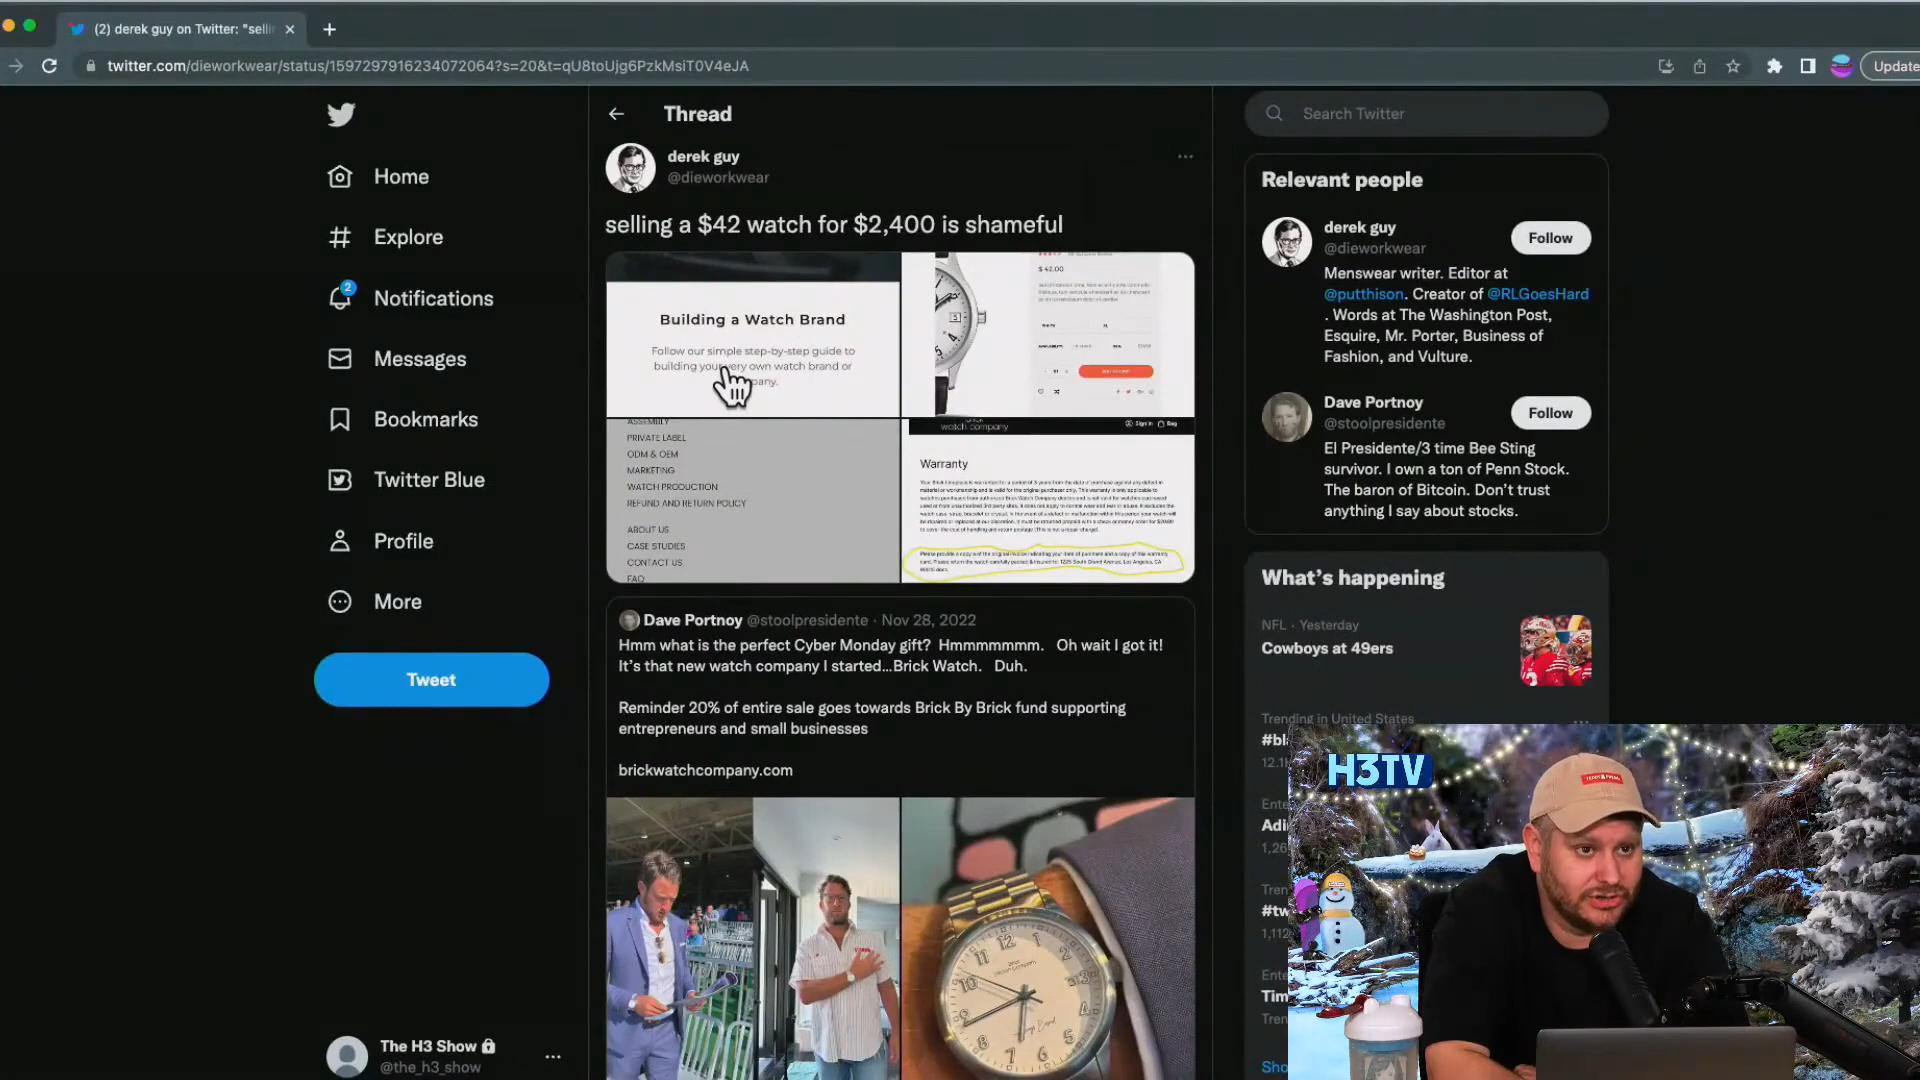 (2) derek guy on Twitter: "selli
twitter.com/dieworkwear/status/1597297916234072064?s=20&t=qU8toUjg6PzkMsiT0V4eJA
Update
Home
Explore
2
Notifications
Messages
Bookmarks
Twitter Blue
Profile
More
Tweet
The H3 Show
@the_h3_show
Thread
derek guy
@dieworkwear
selling a $42 watch for $2,400 is shameful
Building a Watch Brand
Follow our simple step-by-step guide to
building your very own watch brand or
$ 42.00
ASSEMBLY
PRIVATE LABEL
ODM & OEM
MARKETING
WATCH PRODUCTION
REFUND AND RETURN POLICY
ABOUT US
CASE STUDIES
CONTACT US
FAQ
watch company
Sign in
Bag
Warranty
Dave Portnoy @stoolpresidente · Nov 28, 2022
Hmm what is the perfect Cyber Monday gift? Hmmmmmmm. Oh wait I got it!
It's that new watch company I started...Brick Watch. Duh.
Reminder 20% of entire sale goes towards Brick By Brick fund supporting
entrepreneurs and small businesses
brickwatchcompany.com
Search Twitter
Relevant people
derek guy
@dieworkwear
Follow
Menswear writer. Editor at
@putthison. Creator of @RLGoesHard
. Words at The Washington Post,
Esquire, Mr. Porter, Business of
Fashion, and Vulture.
Dave Portnoy
@stoolpresidente
Follow
El Presidente/3 time Bee Sting
survivor. I own a ton of Penn Stock.
The baron of Bitcoin. Don't trust
anything I say about stocks.
What's happening
NFL · Yesterday
Cowboys at 49ers
Trending in United States
H3TV